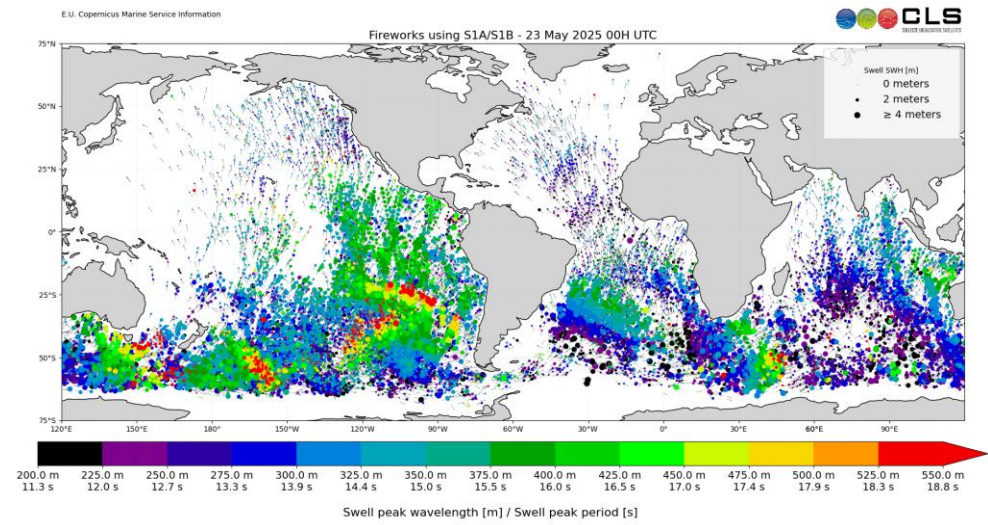 E.U. Copernicus Marine Service Information
CLS
Fireworks using S1A/S1B - 23 May 2025 00H UTC
75°N
50°N
25°N
0°
25°S
50°S
75°S
Swell SWH [m]
0 meters
2 meters
≥ 4 meters
120°E 150°E 180° 150°W 120°W 90°W 60°W 30°W 0° 30°E 60°E 90°E
200.0 m 225.0 m 250.0 m 275.0 m 300.0 m 325.0 m 350.0 m 375.0 m 400.0 m 425.0 m 450.0 m 475.0 m 500.0 m 525.0 m 550.0 m
11.3 s 12.0 s 12.7 s 13.3 s 13.9 s 14.4 s 15.0 s 15.5 s 16.0 s 16.5 s 17.0 s 17.4 s 17.9 s 18.3 s 18.8 s
Swell peak wavelength [m] / Swell peak period [s]